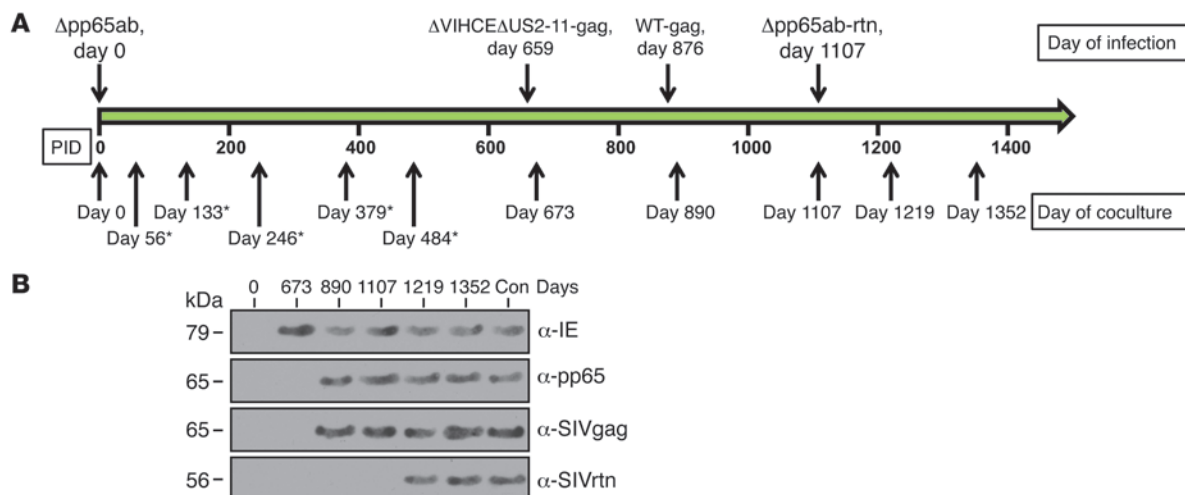 A
Δpp65ab,
day 0
ΔVIHCEΔUS2-11-gag,
day 659
WT-gag,
day 876
Δpp65ab-rtn,
day 1107
Day of infection
PID
0 200 400 600 800 1000 1200 1400
Day 0 Day 133* Day 379* Day 673 Day 890 Day 1107 Day 1219 Day 1352
Day 56* Day 246* Day 484*
Day of coculture
B
kDa 0 673 890 1107 1219 1352 Con Days
79 α-IE
65 α-pp65
65 α-SIVgag
56 α-SIVrtn